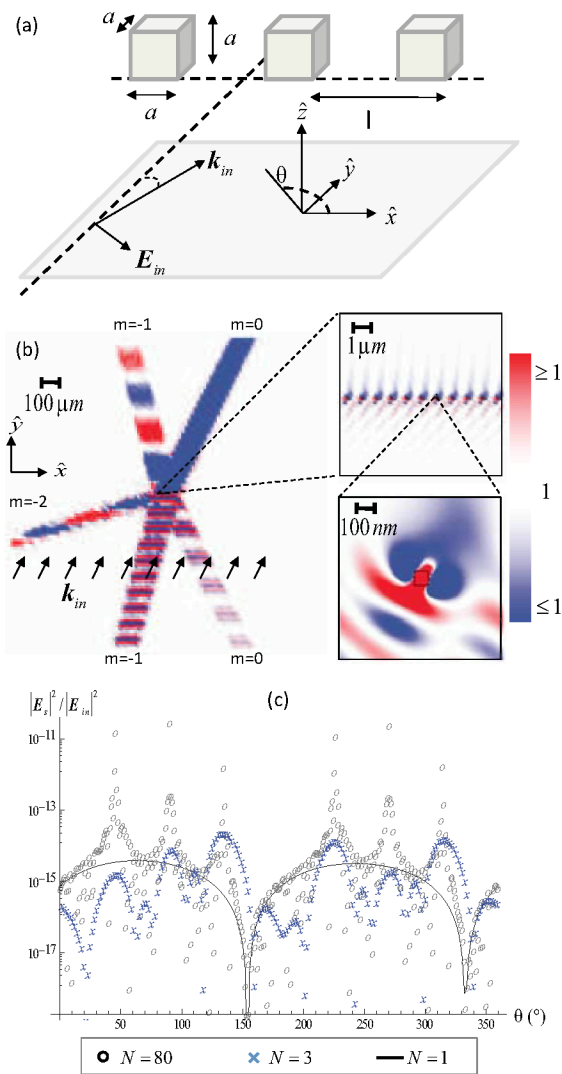 (a)
a
a
a
l
ẑ
k_in
θ
ŷ
x̂
E_in
(b)
m=-1
m=0
1 μm
≥1
100 μm
ŷ
x̂
1
m=-2
100 nm
k_in
≤1
m=-1
m=0
(c)
|E_s|²/|E_in|²
10⁻¹¹
10⁻¹³
10⁻¹⁵
10⁻¹⁷
50 100 150 200 250 300 350 θ (°)
N = 80 N = 3 N = 1